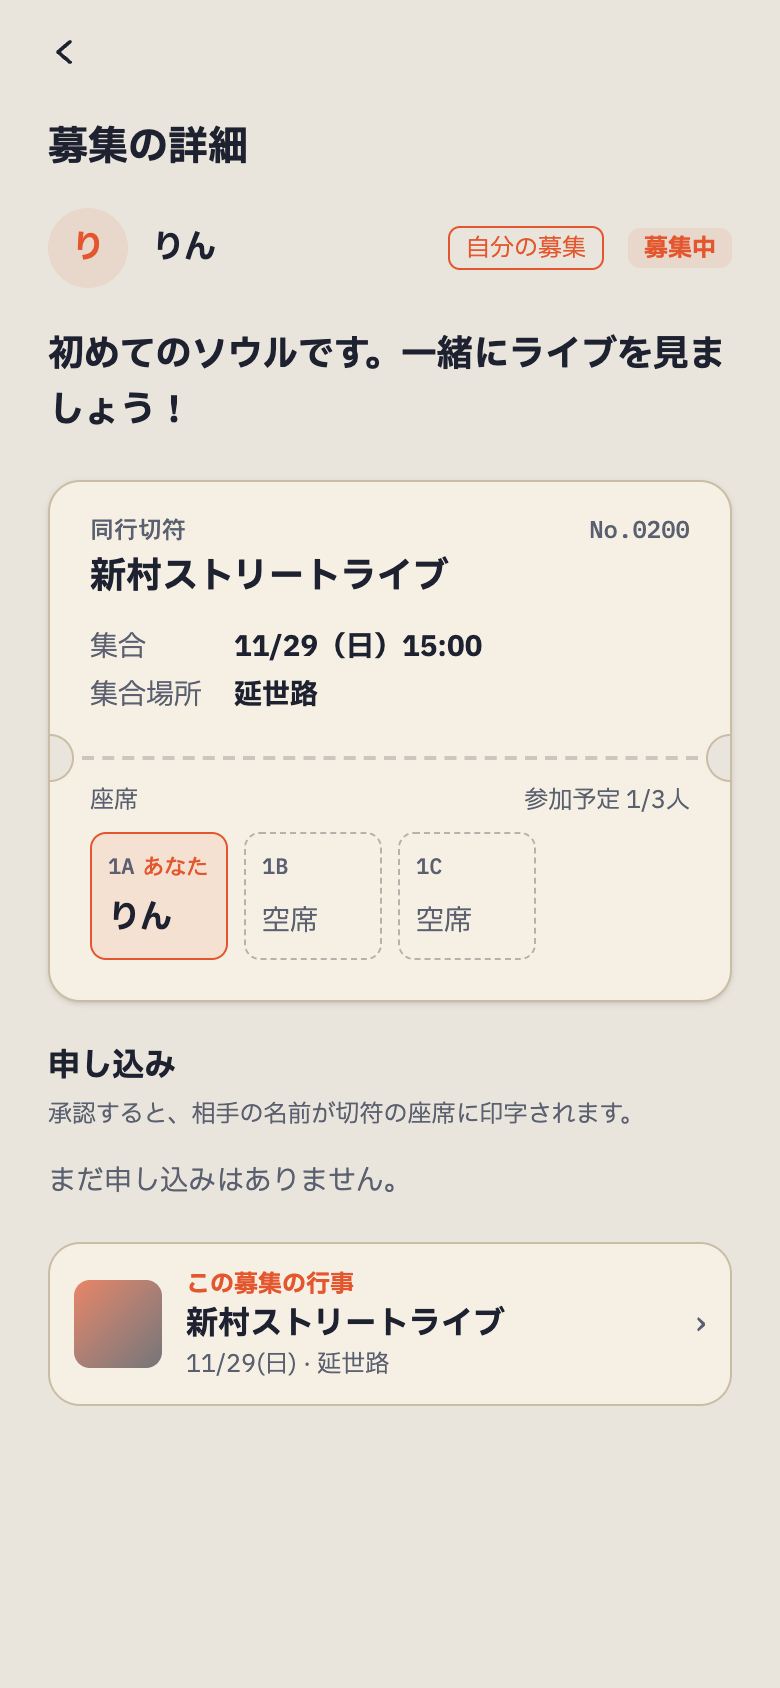 募集の詳細
り りん 自分の募集 募集中
初めてのソウルです。一緒にライブを見ま
しょう！
同行切符 No.0200
新村ストリートライブ
集合 11/29（日）15:00
集合場所 延世路
座席 参加予定 1/3人
1A あなた 1B 1C
りん 空席 空席
申し込み
承認すると、相手の名前が切符の座席に印字されます。
まだ申し込みはありません。
この募集の行事
新村ストリートライブ
11/29(日) · 延世路